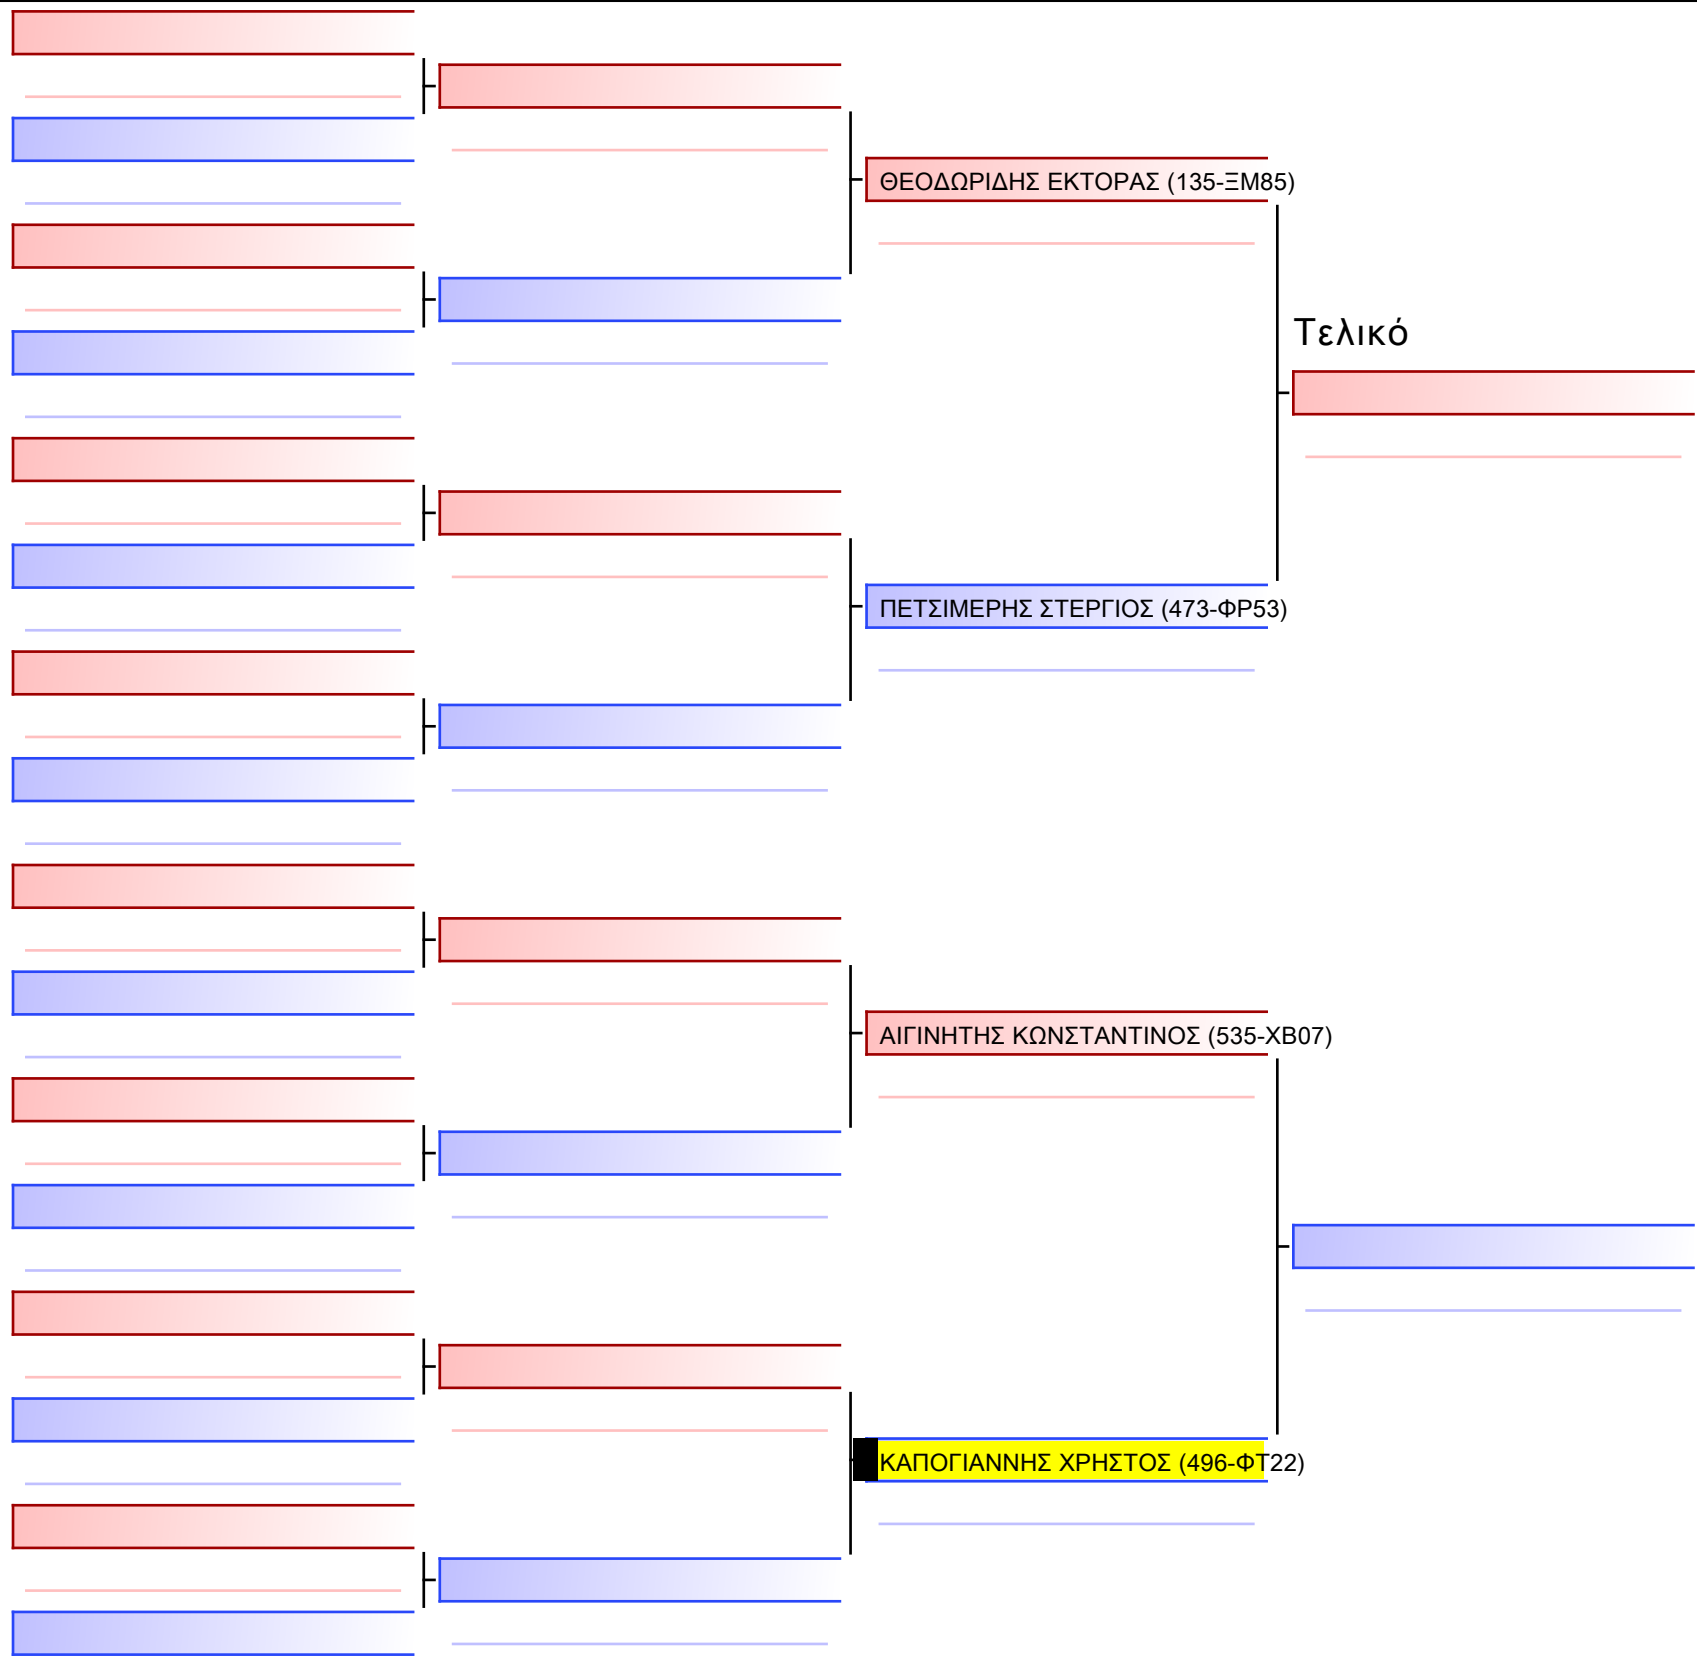 ΘΕΟΔΩΡΙΔΗΣ ΕΚΤΟΡΑΣ (135-ΞΜ85)
Τελικό
ΠΕΤΣΙΜΕΡΗΣ ΣΤΕΡΓΙΟΣ (473-ΦΡ53)
ΑΙΓΙΝΗΤΗΣ ΚΩΝΣΤΑΝΤΙΝΟΣ (535-ΧΒ07)
ΚΑΠΟΓΙΑΝΝΗΣ ΧΡΗΣΤΟΣ (496-ΦΤ22)